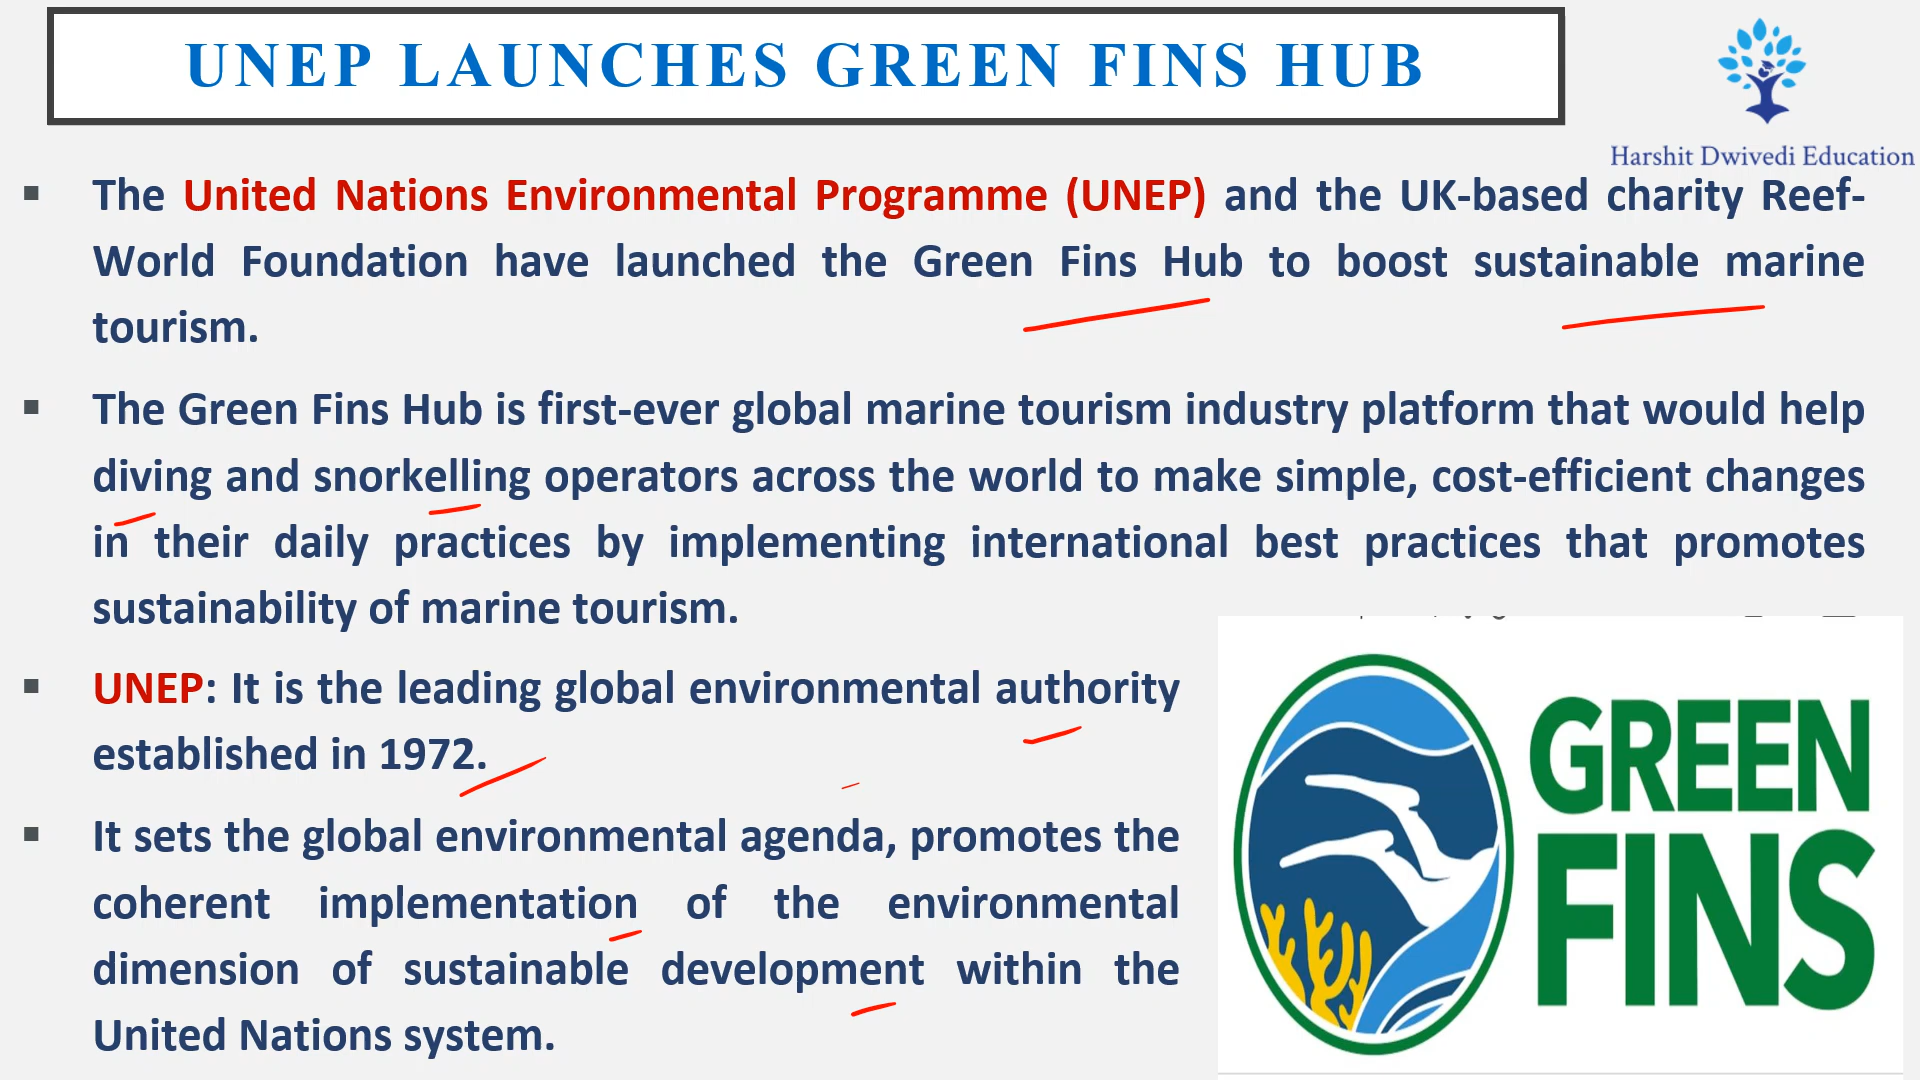 UNEP LAUNCHES GREEN FINS HUB
Harshit Dwivedi Education
▪ The United Nations Environmental Programme (UNEP) and the UK-based charity Reef-
World Foundation have launched the Green Fins Hub to boost sustainable marine
tourism.
▪ The Green Fins Hub is first-ever global marine tourism industry platform that would help
diving and snorkelling operators across the world to make simple, cost-efficient changes
in their daily practices by implementing international best practices that promotes
sustainability of marine tourism.
▪ UNEP: It is the leading global environmental authority
established in 1972.
▪ It sets the global environmental agenda, promotes the
coherent implementation of the environmental
dimension of sustainable development within the
United Nations system.
GREEN
FINS